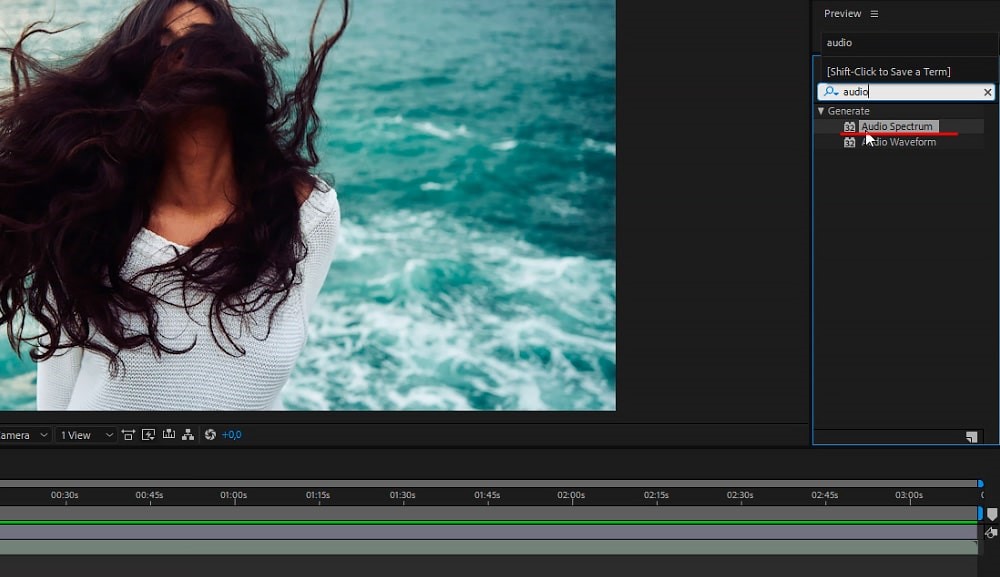 Preview
audio
[Shift-Click to Save a Term]
audio
Generate
32 Audio Spectrum
32 Audio Waveform
1 View
+0,0
00:30s 00:45s 01:00s 01:15s 01:30s 01:45s 02:00s 02:15s 02:30s 02:45s 03:00s